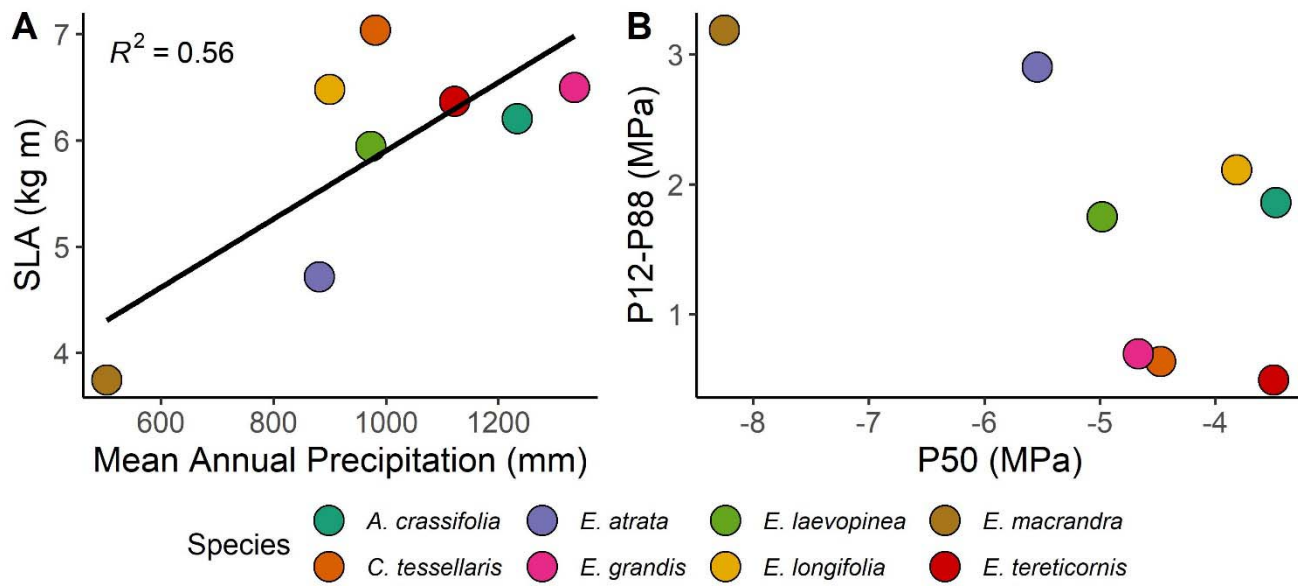 A
R² = 0.56
SLA (kg m)
7
6
5
4
600 800 1000 1200
Mean Annual Precipitation (mm)
B
P12-P88 (MPa)
3
2
1
-8 -7 -6 -5 -4
P50 (MPa)
Species
A. crassifolia E. atrata E. laevopinea E. macrandra
C. tessellaris E. grandis E. longifolia E. tereticornis